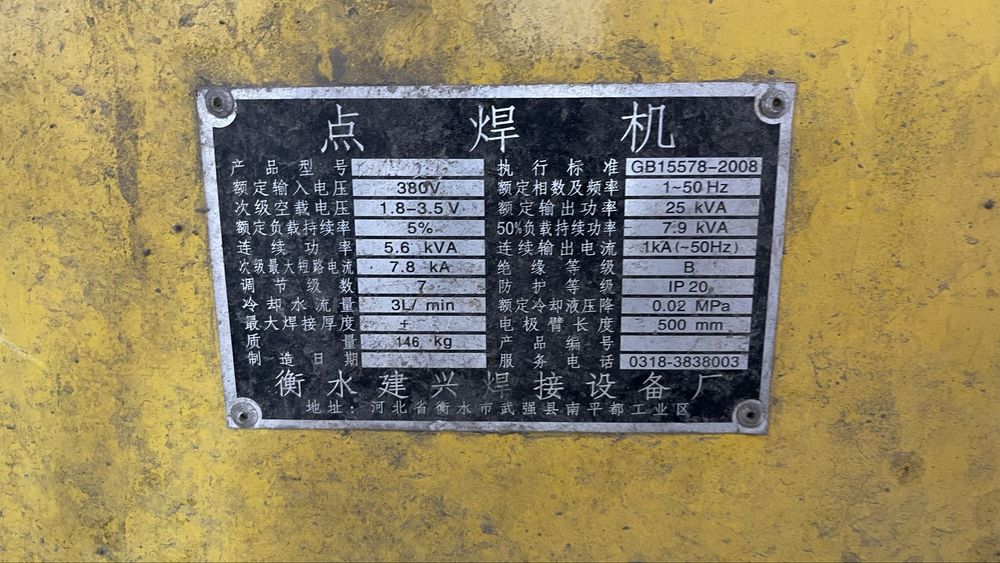 点焊机
产品型号 执行标准 GB15578-2008
额定输入电压 380V 额定相数及频率 1~50Hz
次级空载电压 1.8-3.5V 额定输出功率 25 kVA
额定负载持续率 5% 50%负载持续率 7.9 kVA
连续功率 5.6 kVA 连续输出电流 1kA(~50Hz)
次级最大短路电流 7.8 kA 绝缘等级 B
调节级数 7 防护等级 IP20
冷却水流量 3L/min 额定冷却液压降 0.02 MPa
最大焊接厚度 + 电极臂长度 500 mm
质量 146 kg 产品编号
制造日期 服务电话 0318-3838003
衡水建兴焊接设备厂
地址：河北省衡水市武强县南平都工业区